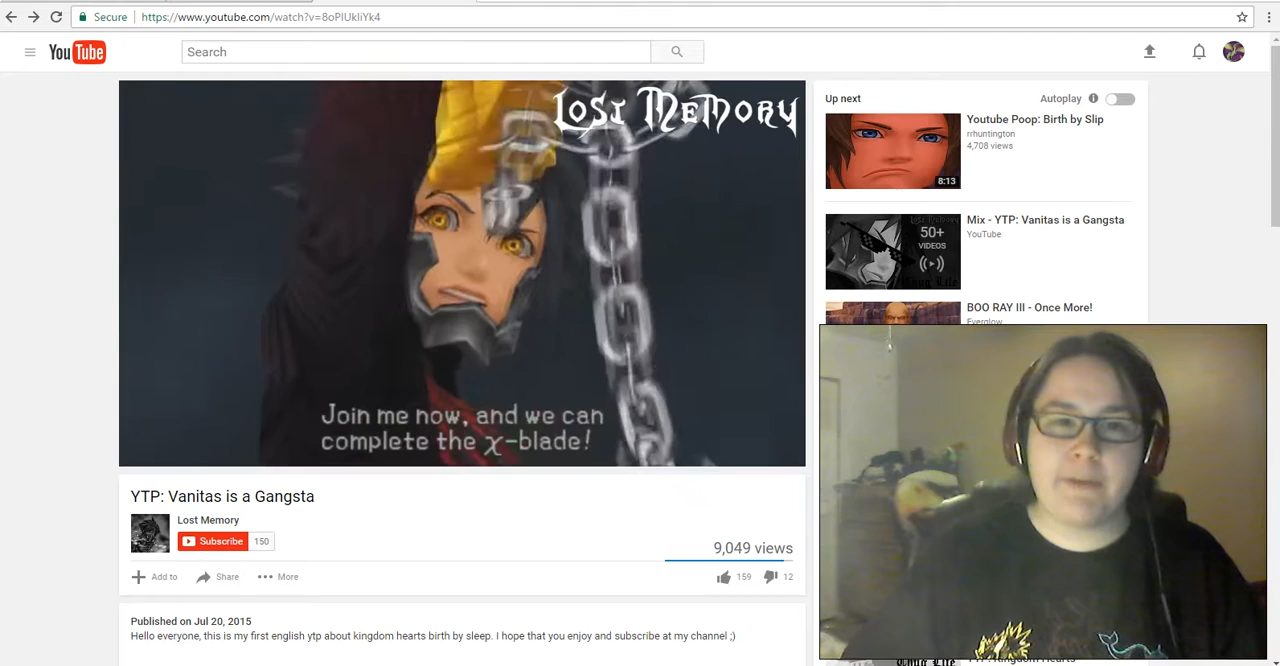 Secure https://www.youtube.com/watch?v=8oPlUkliYk4
YouTube
Search
Lost Memory
Join me now, and we can
complete the χ-blade!
YTP: Vanitas is a Gangsta
Lost Memory
Subscribe 150
9,049 views
Add to Share More
159 12
Published on Jul 20, 2015
Hello everyone, this is my first english ytp about kingdom hearts birth by sleep. I hope that you enjoy and subscribe at my channel ;)
Up next
Autoplay
Youtube Poop: Birth by Slip
rrhuntington
4,708 views
8:13
Mix - YTP: Vanitas is a Gangsta
YouTube
Lost Memory
50+
VIDEOS
BOO RAY III - Once More!
Everglow